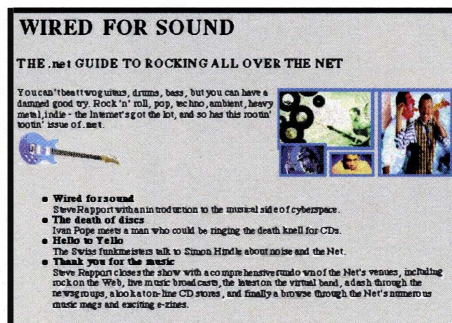 WIRED FOR SOUND
THE .net GUIDE TO ROCKING ALL OVER THE NET
You can't beat two guitars, drums, bass, but you can have a
damned good try. Rock 'n' roll, pop, techno, ambient, heavy
metal, indie - the Internet's got the lot, and so has this rootin'
tootin' issue of .net.
Wired for sound
Steve Rapport with an introduction to the musical side of cyberspace.
The death of discs
Ivan Pope meets a man who could be ringing the death knell for CDs.
Hello to Yello
The Swiss funkmeisters talk to Simon Hindle about noise and the Net.
Thank you for the music
Steve Rapport closes the show with a comprehensive rundown of the Net's venues, including
rock on the Web, live music broadcasts, the latest on the virtual band, a dash through the
newsgroups, a look at on-line CD stores, and finally a browse through the Net's numerous
music mags and exciting e-zines.